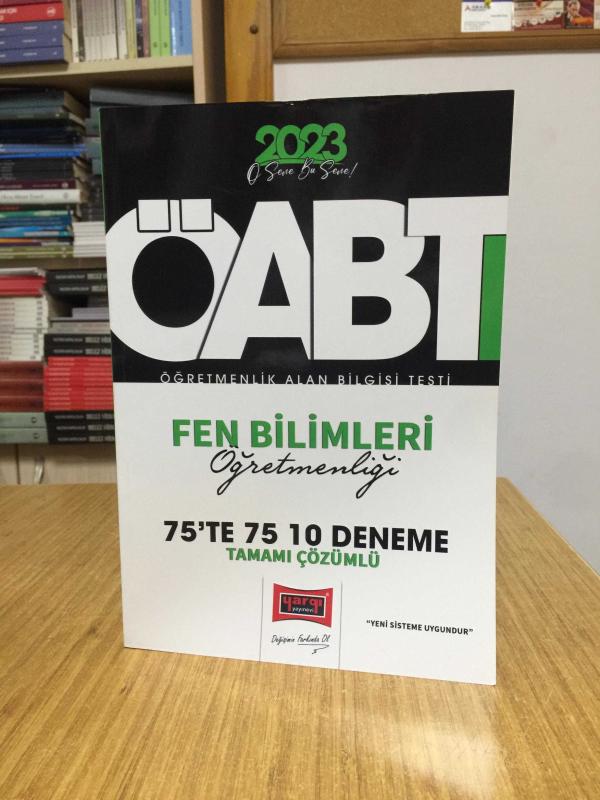 2023
O Sene Bu Sene!
ÖABT
ÖĞRETMENLİK ALAN BİLGİSİ TESTİ
FEN BİLİMLERİ
Öğretmenliği
75'TE 75 10 DENEME
TAMAMI ÇÖZÜMLÜ
yargı
yayınevi
Değişimin Farkında Ol
"YENİ SİSTEME UYGUNDUR"